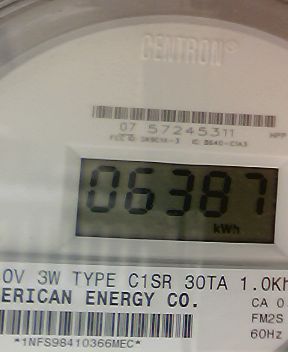 CENTRON®
07 57245311
06387
kWh
0V 3W TYPE C1SR 30TA 1.0Kh
ERICAN ENERGY CO.
CA 0
FM2S
60Hz
*1NFS98410366MEC*